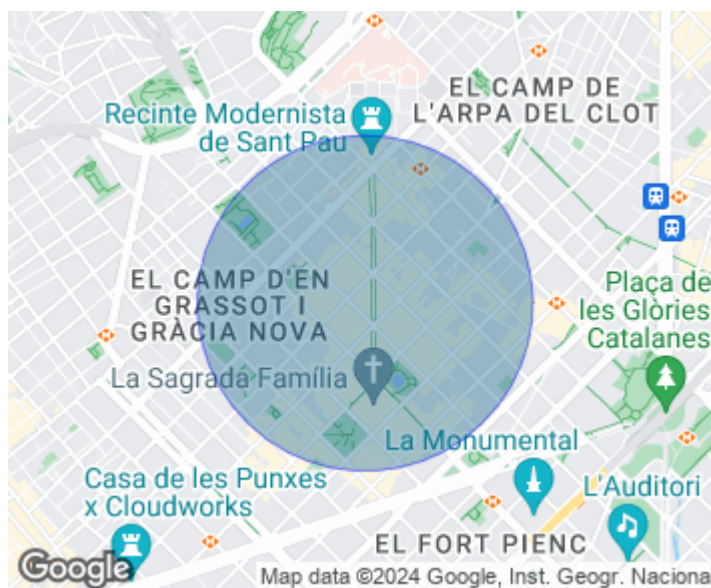 EL CAMP DE
L'ARPA DEL CLOT
Recinte Modernista
de Sant Pau
Plaça de
les Glòries
Catalanes
EL CAMP D'EN
GRASSOT I
GRÀCIA NOVA
La Sagrada Família
La Monumental
Casa de les Punxes
x Cloudworks
L'Auditori
EL FORT PIENC
Google
Map data ©2024 Google, Inst. Geogr. Naciona